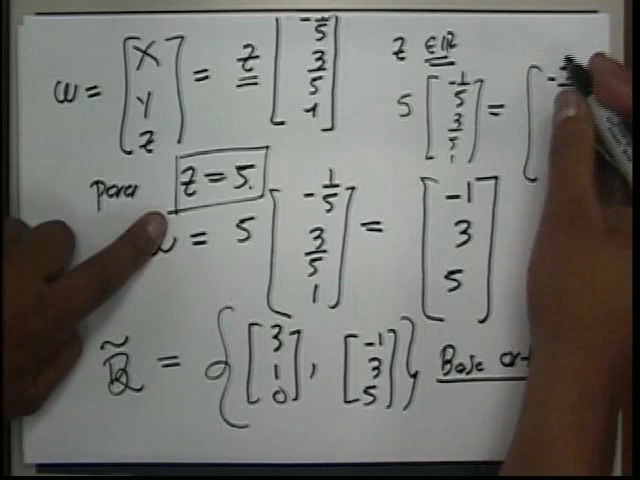 ω = [X Y Z] = Z [-1/5 3/5 1] Z ∈ ℝ
5 [-1/5 3/5 1] = [-
para Z = 5.
= 5 [-1/5 3/5 1] = [-1 3 5]
B̃ = { [3 1 0], [-1 3 5] } Base